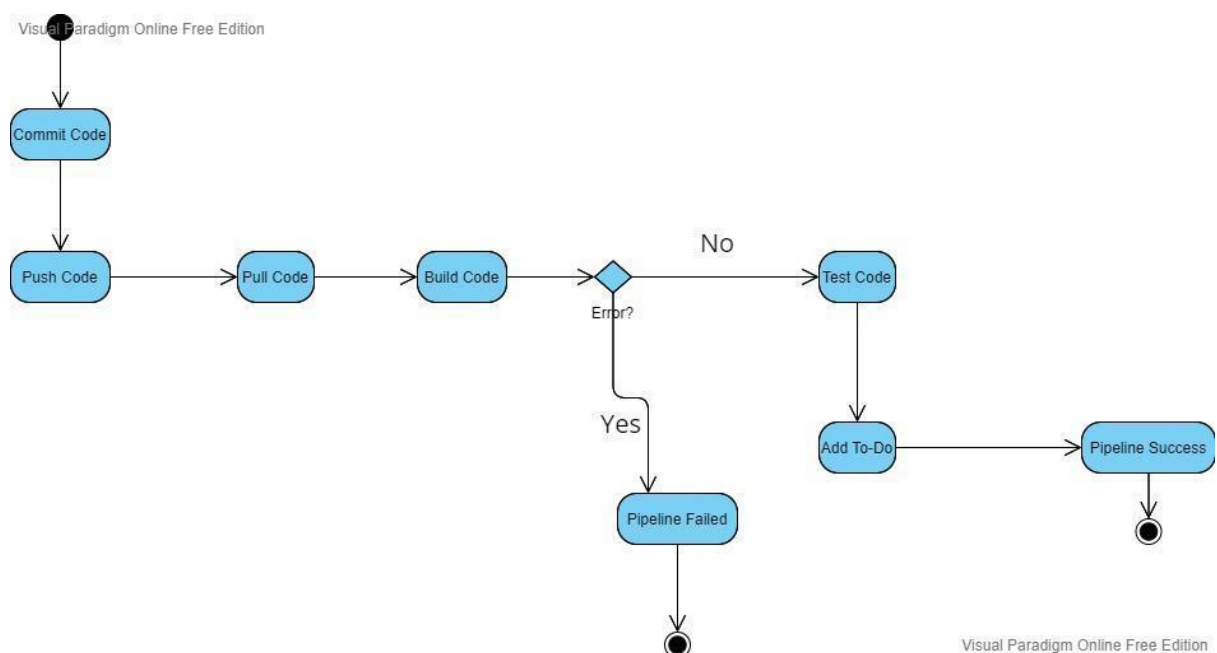 Visual Paradigm Online Free Edition
Commit Code
Push Code
Pull Code
Build Code
Error?
No
Test Code
Yes
Add To-Do
Pipeline Success
Pipeline Failed
Visual Paradigm Online Free Edition